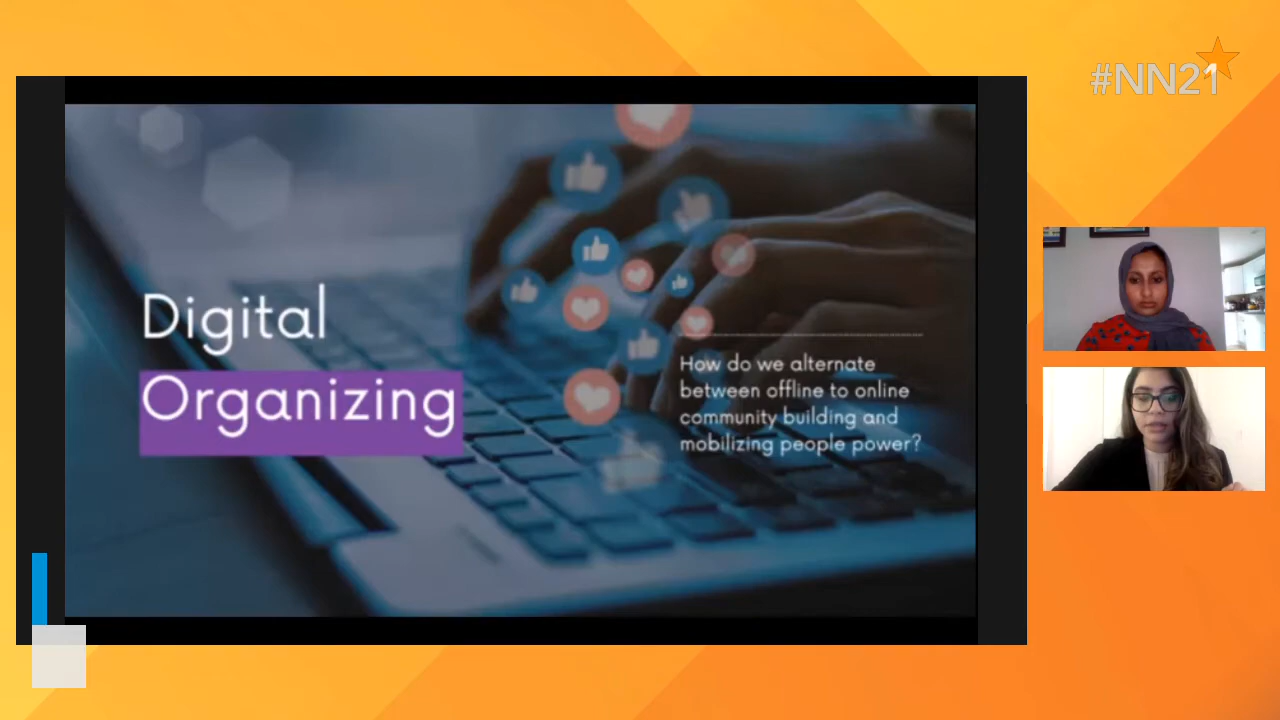 #NN21
Digital
Organizing
How do we alternate
between offline to online
community building and
mobilizing people power?